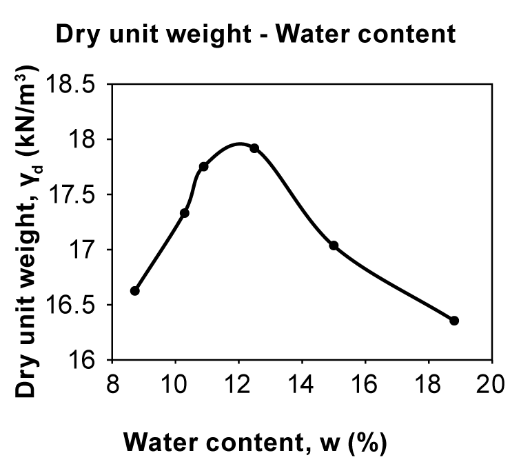 Dry unit weight - Water content
Dry unit weight, γd (kN/m³)
18.5
18
17.5
17
16.5
16
8 10 12 14 16 18 20
Water content, w (%)